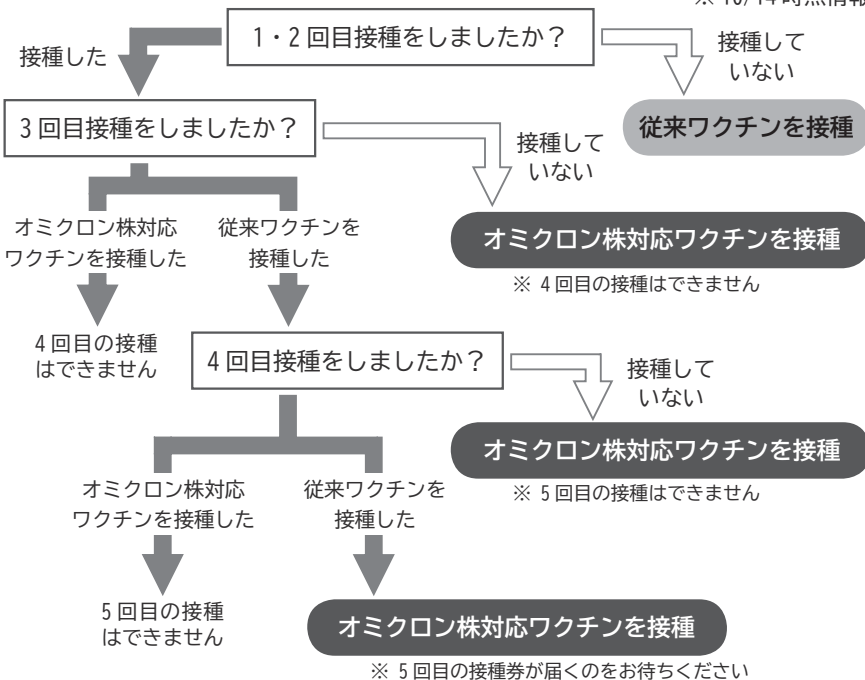 ※ 10/14 時点情報
1・2回目接種をしましたか？
接種した
接種して
いない
3回目接種をしましたか？
従来ワクチンを接種
接種して
いない
オミクロン株対応
ワクチンを接種した
従来ワクチンを
接種した
オミクロン株対応ワクチンを接種
※ 4回目の接種はできません
4回目の接種
はできません
4回目接種をしましたか？
接種して
いない
オミクロン株対応ワクチンを接種
※ 5回目の接種はできません
オミクロン株対応
ワクチンを接種した
従来ワクチンを
接種した
5回目の接種
はできません
オミクロン株対応ワクチンを接種
※ 5回目の接種券が届くのをお待ちください